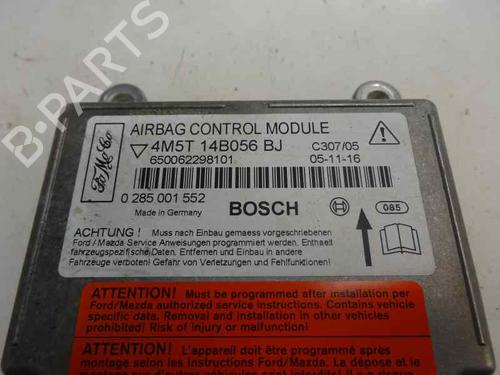 B-PARTS
AIRBAG CONTROL MODULE
4M5T 14B056 BJ C307/05
650062298101 05-11-16
FoMoCo
0 285 001 552
Made in Germany BOSCH 085
ACHTUNG ! Muss nach Einbau gemaess vorgeschriebenen
Ford/Mazda Service Anweisungen programmiert werden. Enthaelt
fahrzeugspezifische Daten. Entfernen und Einbau in andere
Fahrzeuge verboten! Gefahr von Verletzungen und Fehlfunktionen!
ATTENTION! Must be programmed after installation per
Ford/Mazda authorized service instructions. Contains vehicle
specific data. Removal and installation in other vehicles
prohibited! Risk of injury or malfunction!
ATTENTION! L'appareil doit être programmé après
montage selon les instructions Ford/Mazda. La dépose et le